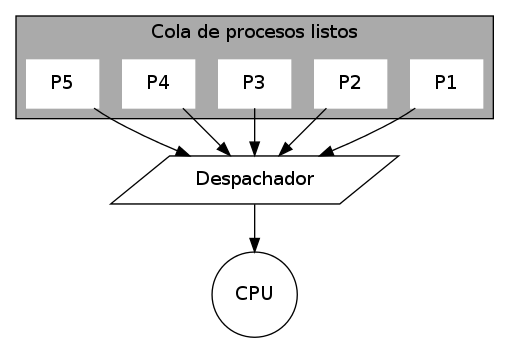 Cola de procesos listos
P5 P4 P3 P2 P1
Despachador
CPU